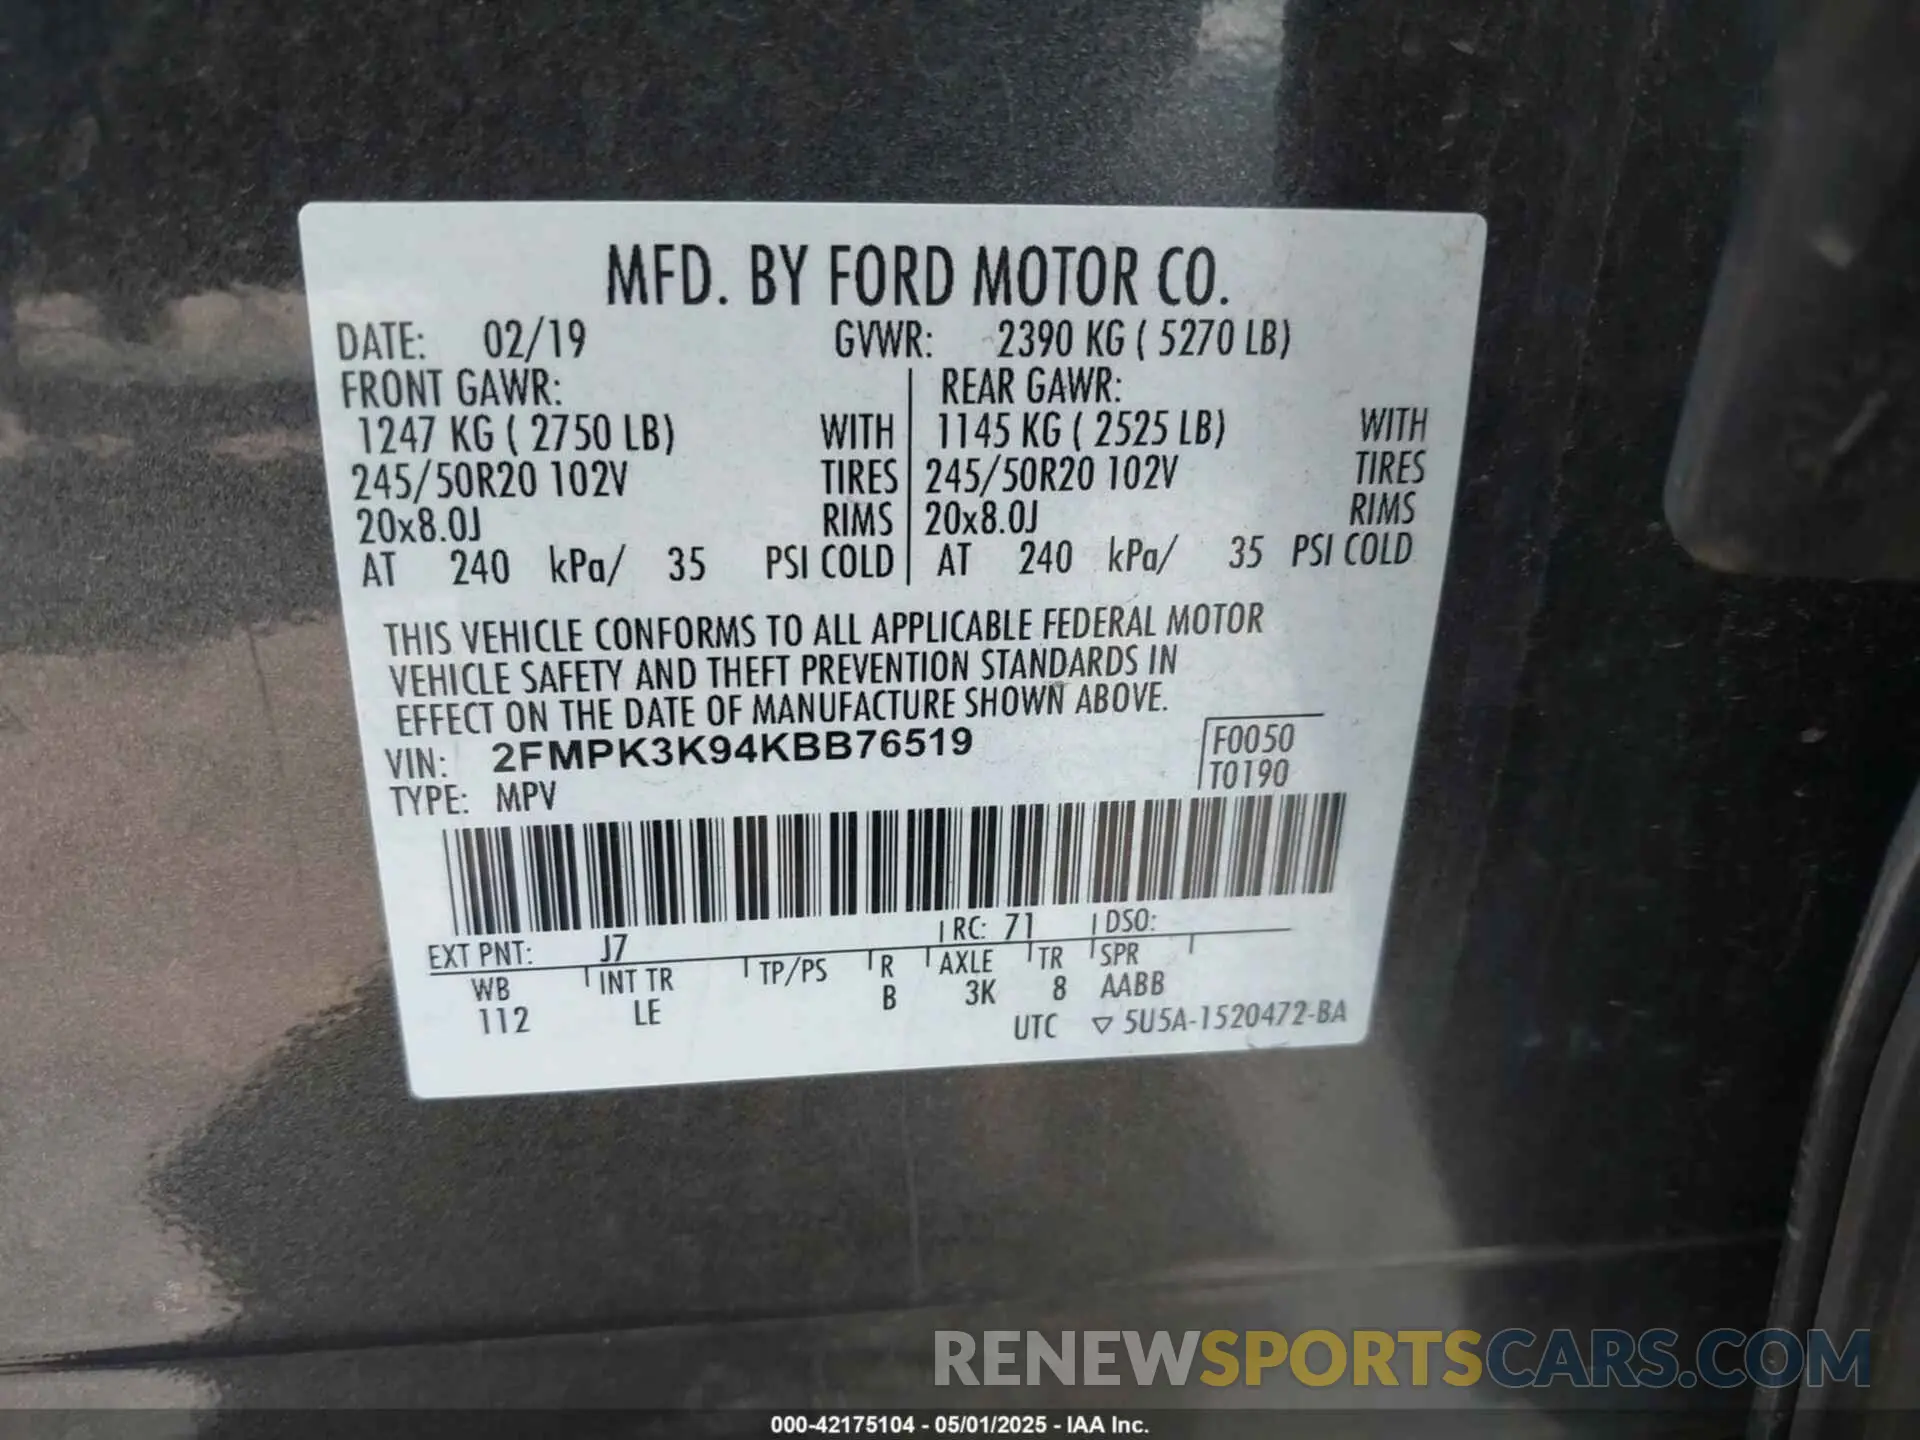 MFD. BY FORD MOTOR CO.
DATE: 02/19 GVWR: 2390 KG ( 5270 LB)
FRONT GAWR: REAR GAWR:
1247 KG ( 2750 LB) WITH 1145 KG ( 2525 LB) WITH
245/50R20 102V TIRES 245/50R20 102V TIRES
20x8.0J RIMS 20x8.0J RIMS
AT 240 kPa/ 35 PSI COLD AT 240 kPa/ 35 PSI COLD
THIS VEHICLE CONFORMS TO ALL APPLICABLE FEDERAL MOTOR
VEHICLE SAFETY AND THEFT PREVENTION STANDARDS IN
EFFECT ON THE DATE OF MANUFACTURE SHOWN ABOVE.
VIN: 2FMPK3K94KBB76519 F0050
TYPE: MPV T0190
EXT PNT: J7 RC: 71 DSO:
WB INT TR TP/PS R AXLE TR SPR
112 LE B 3K 8 AABB
UTC ▽ 5U5A-1520472-BA
RENEWSPORTSCARS.COM
000-42175104 - 05/01/2025 - IAA Inc.